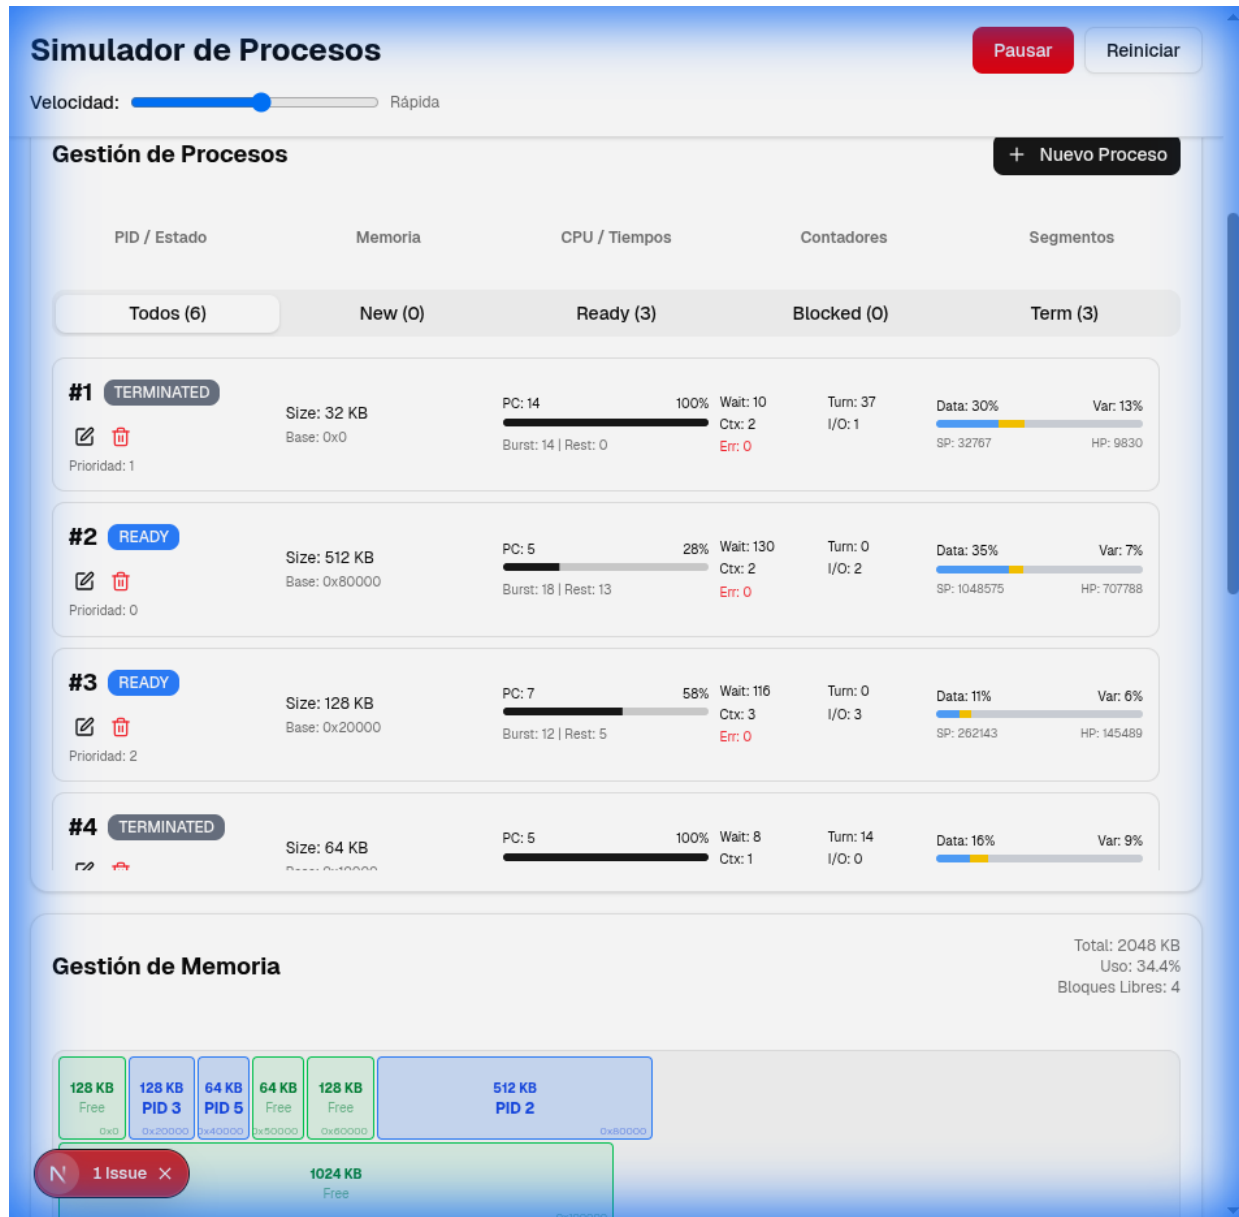 Simulador de Procesos
Pausar
Reiniciar
Velocidad:
Rápida
Gestión de Procesos
+ Nuevo Proceso
PID / Estado Memoria CPU / Tiempos Contadores Segmentos
Todos (6) New (0) Ready (3) Blocked (0) Term (3)
#1 TERMINATED
Prioridad: 1
Size: 32 KB
Base: 0x0
PC: 14 100%
Burst: 14 | Rest: 0
Wait: 10 Turn: 37
Ctx: 2 I/O: 1
Err: 0
Data: 30% Var: 13%
SP: 32767 HP: 9830
#2 READY
Prioridad: 0
Size: 512 KB
Base: 0x80000
PC: 5 28%
Burst: 18 | Rest: 13
Wait: 130 Turn: 0
Ctx: 2 I/O: 2
Err: 0
Data: 35% Var: 7%
SP: 1048575 HP: 707788
#3 READY
Prioridad: 2
Size: 128 KB
Base: 0x20000
PC: 7 58%
Burst: 12 | Rest: 5
Wait: 116 Turn: 0
Ctx: 3 I/O: 3
Err: 0
Data: 11% Var: 6%
SP: 262143 HP: 145489
#4 TERMINATED
Size: 64 KB
PC: 5 100%
Wait: 8 Turn: 14
Ctx: 1 I/O: 0
Data: 16% Var: 9%
Gestión de Memoria
Total: 2048 KB
Uso: 34.4%
Bloques Libres: 4
128 KB
Free
0x0
128 KB
PID 3
0x20000
64 KB
PID 5
0x40000
64 KB
Free
0x50000
128 KB
Free
0x60000
512 KB
PID 2
0x80000
1024 KB
Free
N 1 Issue ×